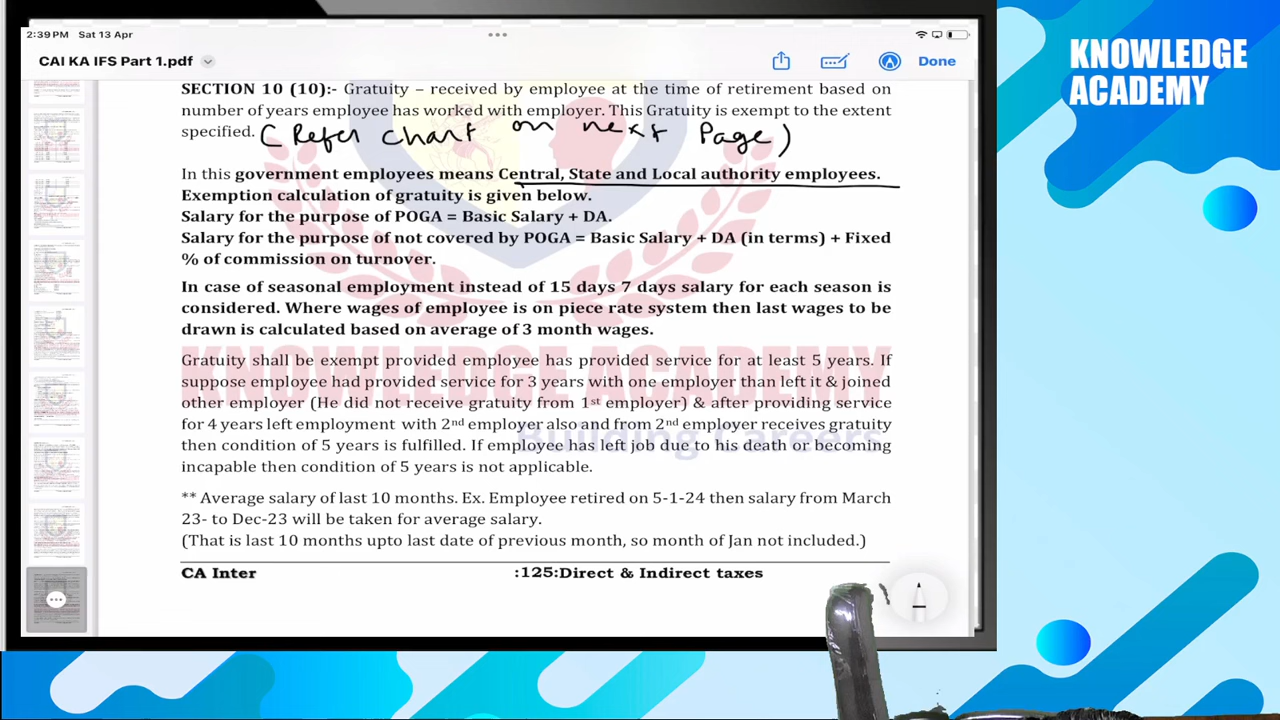 2:39 PM Sat 13 Apr
CAI KA IFS Part 1.pdf
Done
KNOWLEDGE
ACADEMY
SECTION 10 (10) Gratuity is received by employee at the time of retirement based on
number of years employee has worked with employer. This Gratuity is exempt to the extent
specified. (Refer chart on next Page)
In this government employees means Central, State and Local authority employees.
Exemption calculation of gratuity given below.
Salary for the purpose of POGA = Basic Salary + DA.
Salary for the purpose of not covered by POGA = Basic Salary + DA (in terms) + Fixed
% of commission on turnover.
In case of seasonal employment instead of 15 days 7 days salary for each season is
considered. Where wages of employee is on piece rate system then last wages to be
drawn is calculated based on average of 3 month wages.
Gratuity shall be exempt provided employee has provided service for at least 5 years. If
suppose employee had provided service for 3 years with one employer and left it & joined
other employer (he did not receive gratuity from 1st employer) & after providing service
for 4 years left employment with 2nd employer also and from 2nd employer receives gratuity
then condition of 5 years is fulfilled. If employee has left job due to his death or becoming
insane then condition of 5 years is not applicable.
** Average salary of last 10 months. Ex. Employee retired on 5-1-24 then salary from March
23- to Dec-23 will be taken for average salary.
(That is last 10 months upto last date of previous month, so month of Jan not included.)
CA Inter :125:Direct & Indirect taxes